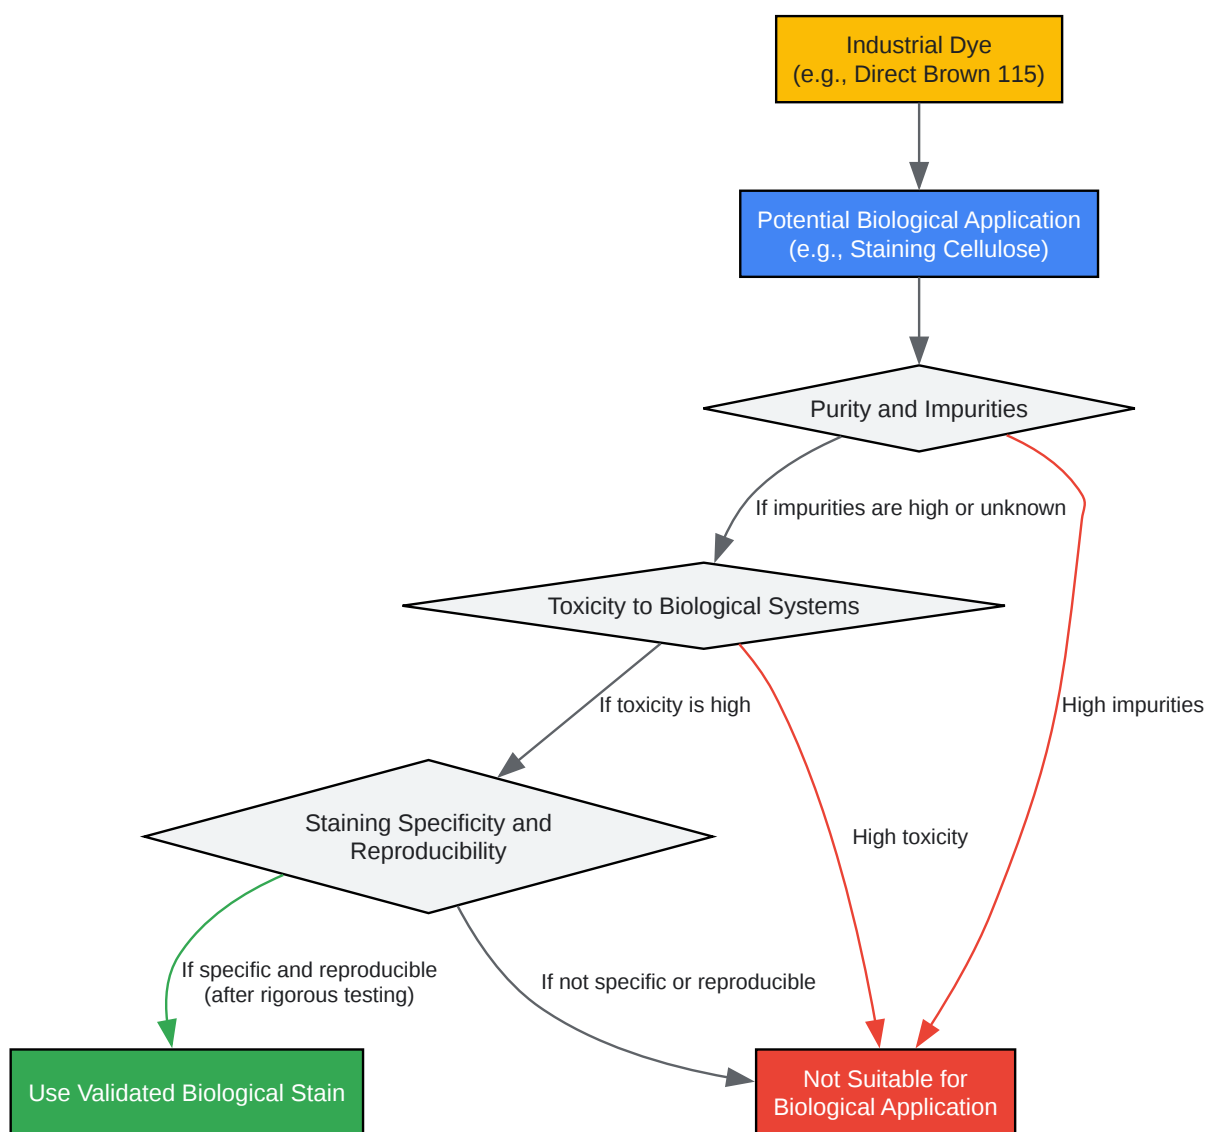 Industrial Dye
(e.g., Direct Brown 115)
Potential Biological Application
(e.g., Staining Cellulose)
Purity and Impurities
If impurities are high or unknown
Toxicity to Biological Systems
If toxicity is high
High impurities
Staining Specificity and
Reproducibility
High toxicity
If specific and reproducible
(after rigorous testing)
If not specific or reproducible
Use Validated Biological Stain
Not Suitable for
Biological Application